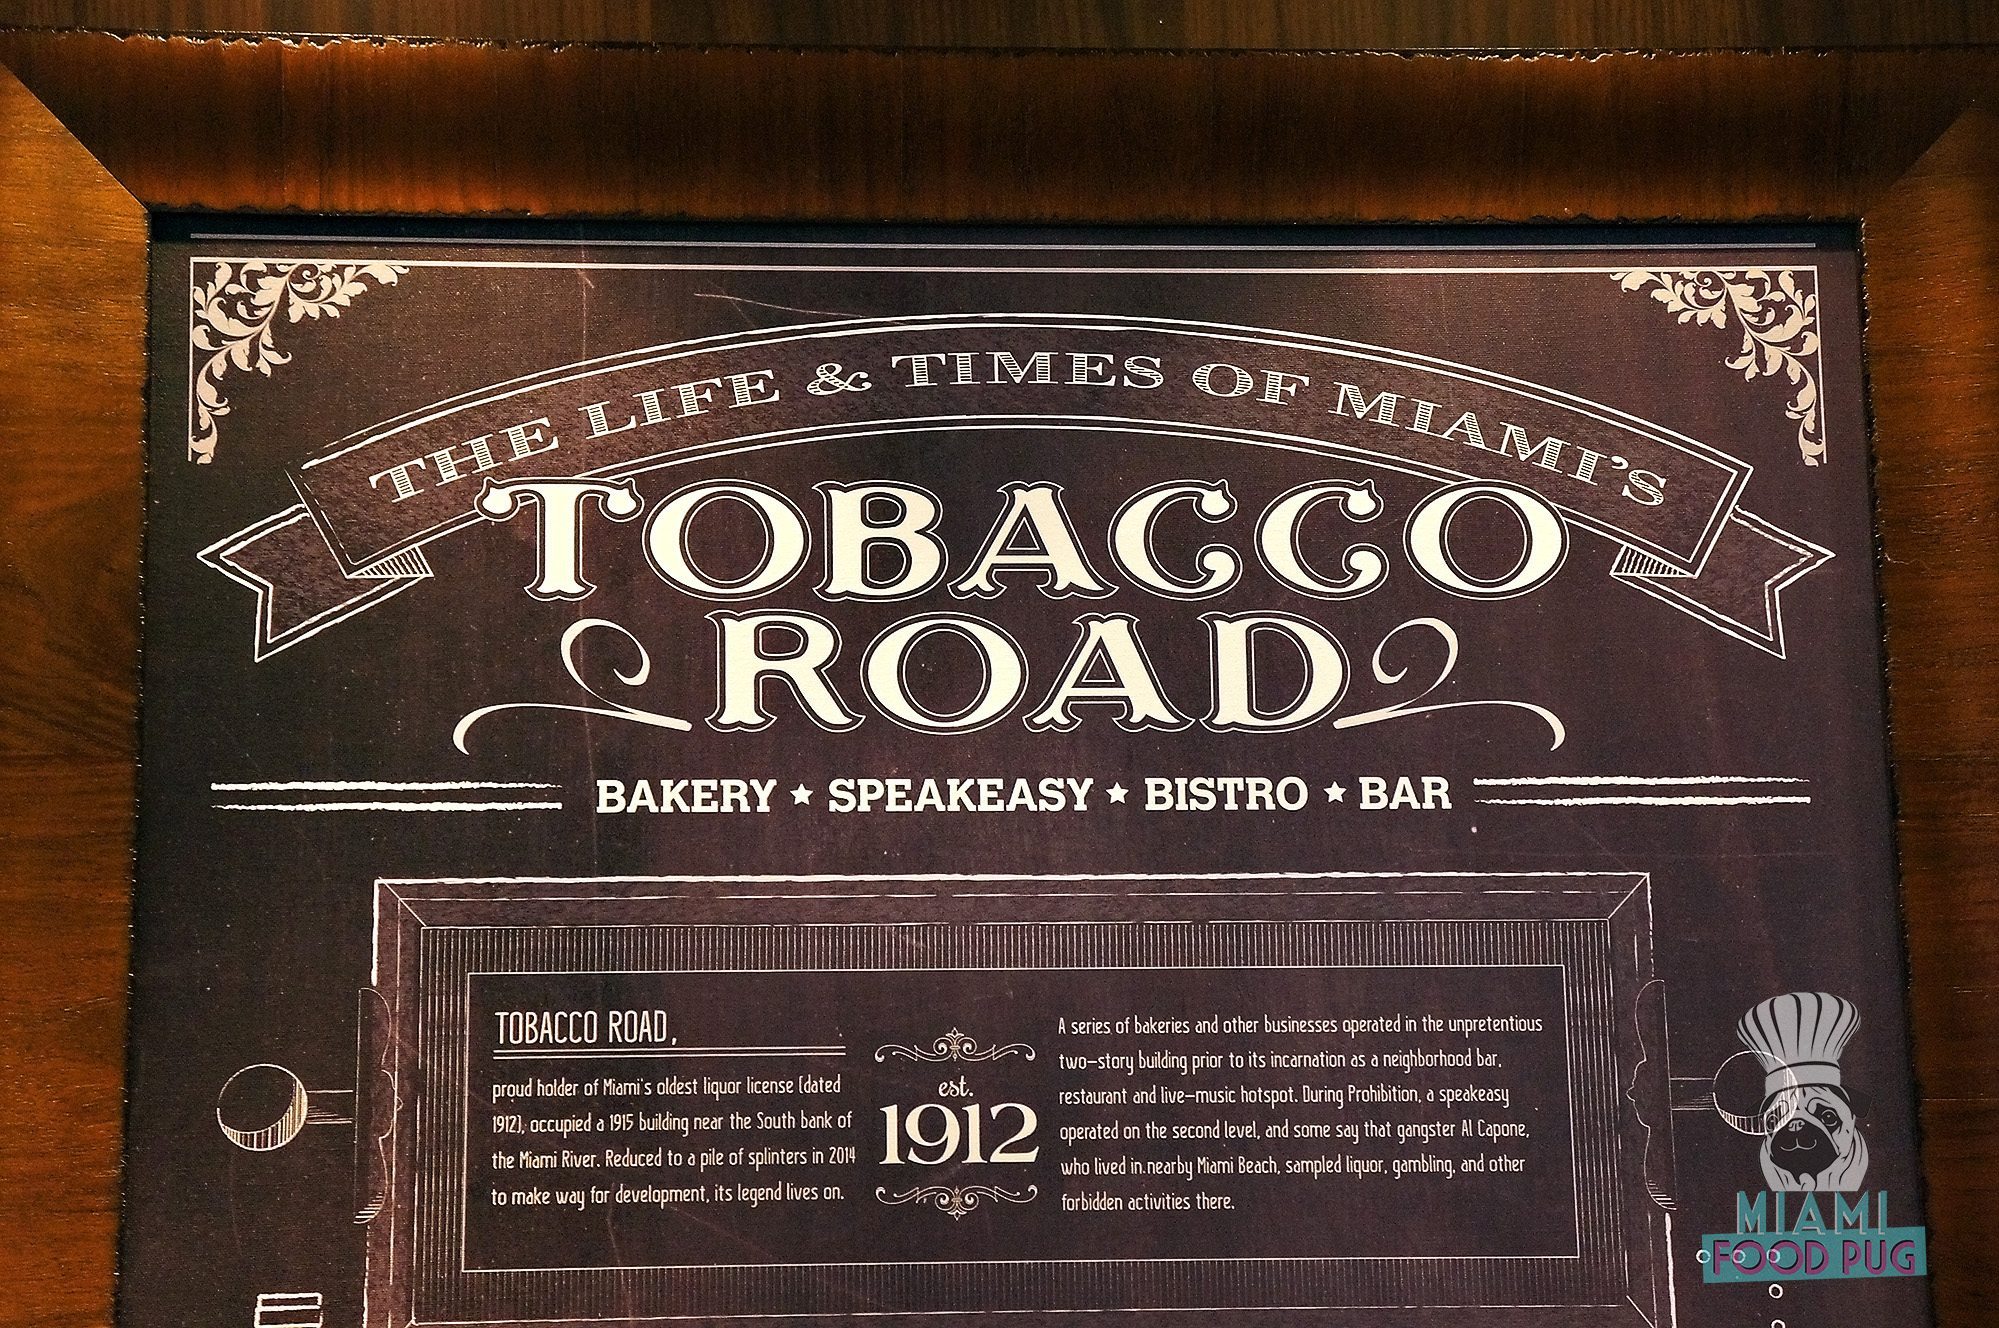 THE LIFE & TIMES OF MIAMI'S
TOBACCO
ROAD
BAKERY ★ SPEAKEASY ★ BISTRO ★ BAR
TOBACCO ROAD,
proud holder of Miami's oldest liquor license (dated
1912), occupied a 1915 building near the South bank of
the Miami River. Reduced to a pile of splinters in 2014
to make way for development, its legend lives on.
est.
1912
A series of bakeries and other businesses operated in the unpretentious
two-story building prior to its incarnation as a neighborhood bar,
restaurant and live-music hotspot. During Prohibition, a speakeasy
operated on the second level, and some say that gangster Al Capone,
who lived in nearby Miami Beach, sampled liquor, gambling, and other
forbidden activities there.
MIAMI
FOOD PUG